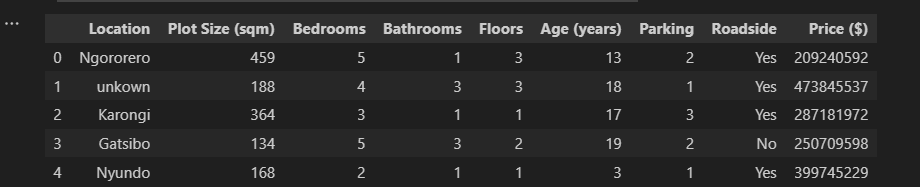 Location Plot Size (sqm) Bedrooms Bathrooms Floors Age (years) Parking Roadside Price ($)
0 Ngororero 459 5 1 3 13 2 Yes 209240592
1 unkown 188 4 3 3 18 1 Yes 473845537
2 Karongi 364 3 1 1 17 3 Yes 287181972
3 Gatsibo 134 5 3 2 19 2 No 250709598
4 Nyundo 168 2 1 1 3 1 Yes 399745229